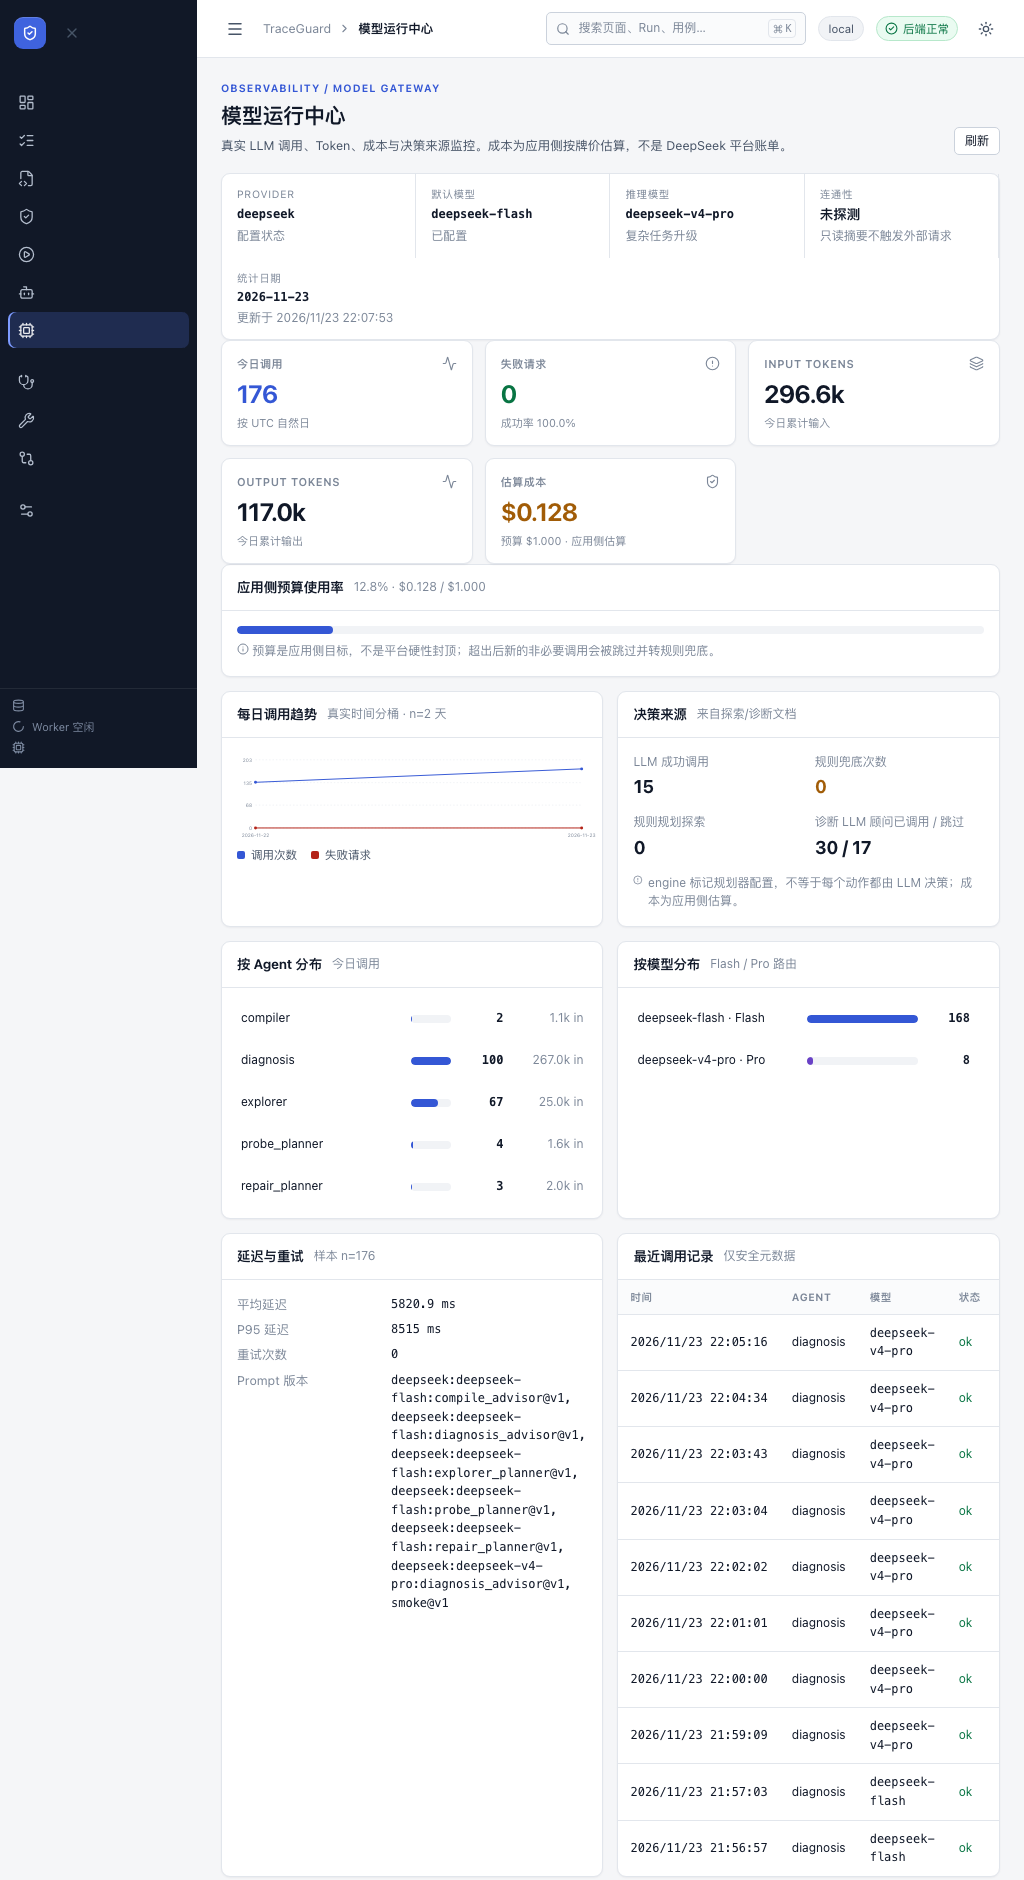 TraceGuard
模型运行中心
搜索页面、Run、用例...
⌘ K
local
后端正常
OBSERVABILITY / MODEL GATEWAY
模型运行中心
真实 LLM 调用、Token、成本与决策来源监控。成本为应用侧按牌价估算，不是 DeepSeek 平台账单。
刷新
PROVIDER
deepseek
配置状态
默认模型
deepseek-flash
已配置
推理模型
deepseek-v4-pro
复杂任务升级
连通性
未探测
只读摘要不触发外部请求
统计日期
2026-11-23
更新于 2026/11/23 22:07:53
今日调用
176
按 UTC 自然日
失败请求
0
成功率 100.0%
INPUT TOKENS
296.6k
今日累计输入
OUTPUT TOKENS
117.0k
今日累计输出
估算成本
$0.128
预算 $1.000 · 应用侧估算
应用侧预算使用率 12.8% · $0.128 / $1.000
预算是应用侧目标，不是平台硬性封顶；超出后新的非必要调用会被跳过并转规则兜底。
每日调用趋势 真实时间分桶 · n=2 天
203
135
68
0
2026-11-22
2026-11-23
调用次数
失败请求
决策来源 来自探索/诊断文档
LLM 成功调用
15
规则兜底次数
0
规则规划探索
0
诊断 LLM 顾问已调用 / 跳过
30 / 17
engine 标记规划器配置，不等于每个动作都由 LLM 决策；成
本为应用侧估算。
按 Agent 分布 今日调用
compiler 2 1.1k in
diagnosis 100 267.0k in
explorer 67 25.0k in
probe_planner 4 1.6k in
repair_planner 3 2.0k in
按模型分布 Flash / Pro 路由
deepseek-flash · Flash 168
deepseek-v4-pro · Pro 8
延迟与重试 样本 n=176
平均延迟 5820.9 ms
P95 延迟 8515 ms
重试次数 0
Prompt 版本 deepseek:deepseek-
flash:compile_advisor@v1,
deepseek:deepseek-
flash:diagnosis_advisor@v1,
deepseek:deepseek-
flash:explorer_planner@v1,
deepseek:deepseek-
flash:probe_planner@v1,
deepseek:deepseek-
flash:repair_planner@v1,
deepseek:deepseek-v4-
pro:diagnosis_advisor@v1,
smoke@v1
最近调用记录 仅安全元数据
时间 AGENT 模型 状态
2026/11/23 22:05:16 diagnosis deepseek-
v4-pro ok
2026/11/23 22:04:34 diagnosis deepseek-
v4-pro ok
2026/11/23 22:03:43 diagnosis deepseek-
v4-pro ok
2026/11/23 22:03:04 diagnosis deepseek-
v4-pro ok
2026/11/23 22:02:02 diagnosis deepseek-
v4-pro ok
2026/11/23 22:01:01 diagnosis deepseek-
v4-pro ok
2026/11/23 22:00:00 diagnosis deepseek-
v4-pro ok
2026/11/23 21:59:09 diagnosis deepseek-
v4-pro ok
2026/11/23 21:57:03 diagnosis deepseek-
flash ok
2026/11/23 21:56:57 diagnosis deepseek-
flash ok
Worker 空闲